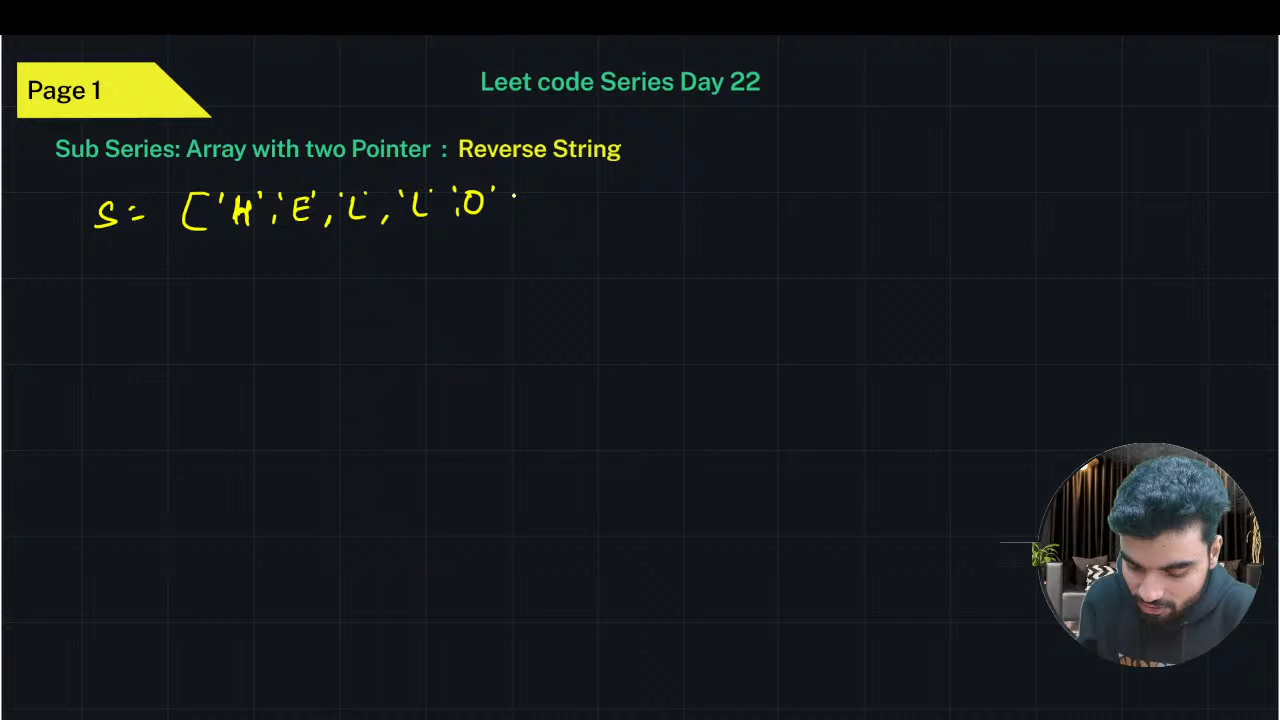 Leet code Series Day 22
Page 1
Sub Series: Array with two Pointer : Reverse String
S = ['H','E','L','L','O'